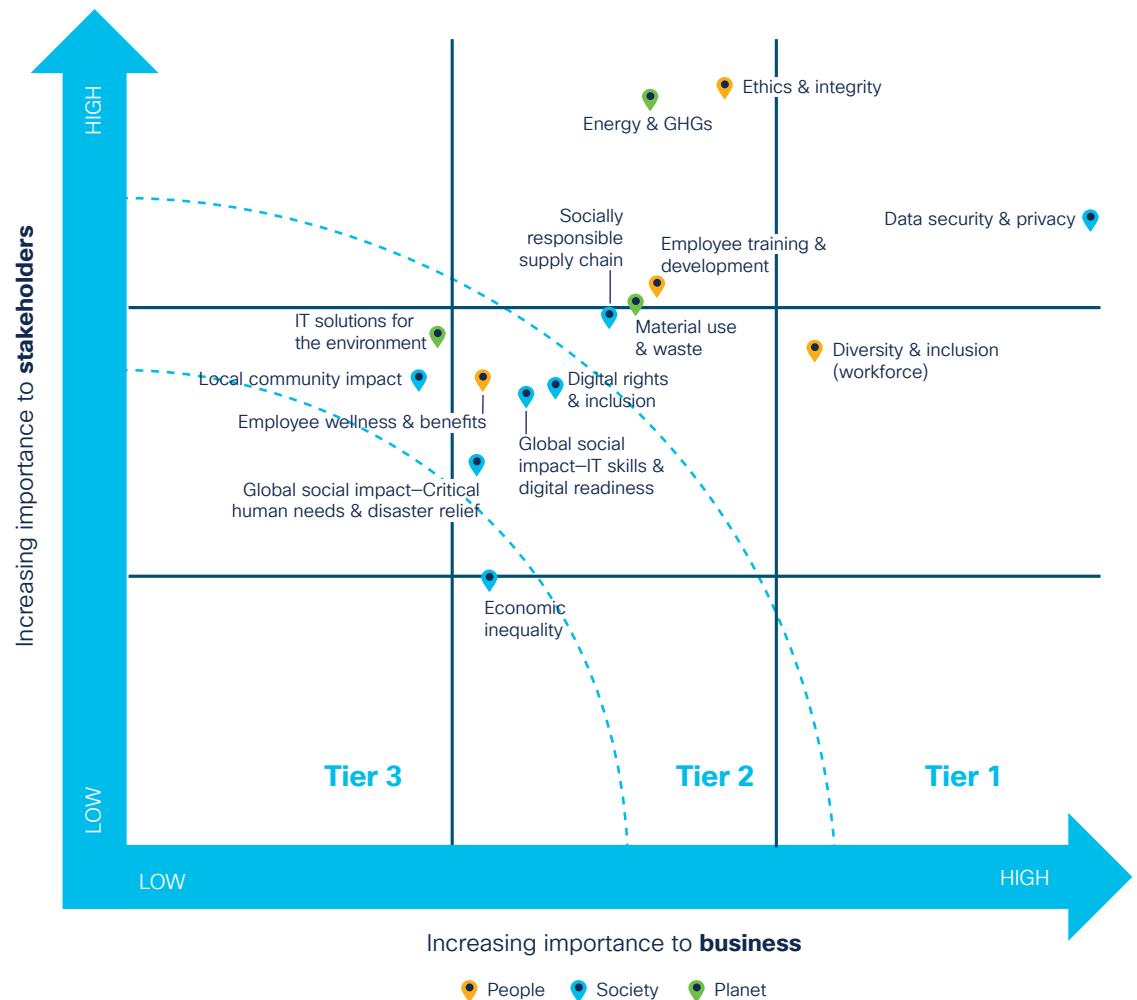 HIGH
Ethics & integrity
Energy & GHGs
Data security & privacy
Socially
responsible
supply chain
Employee training &
development
IT solutions for
the environment
Material use
& waste
Diversity & inclusion
(workforce)
Local community impact
Digital rights
& inclusion
Employee wellness & benefits
Global social
impact–IT skills &
digital readiness
Global social impact–Critical
human needs & disaster relief
Economic
inequality
Increasing importance to stakeholders
Tier 3
Tier 2
Tier 1
LOW
LOW
HIGH
Increasing importance to business
People
Society
Planet